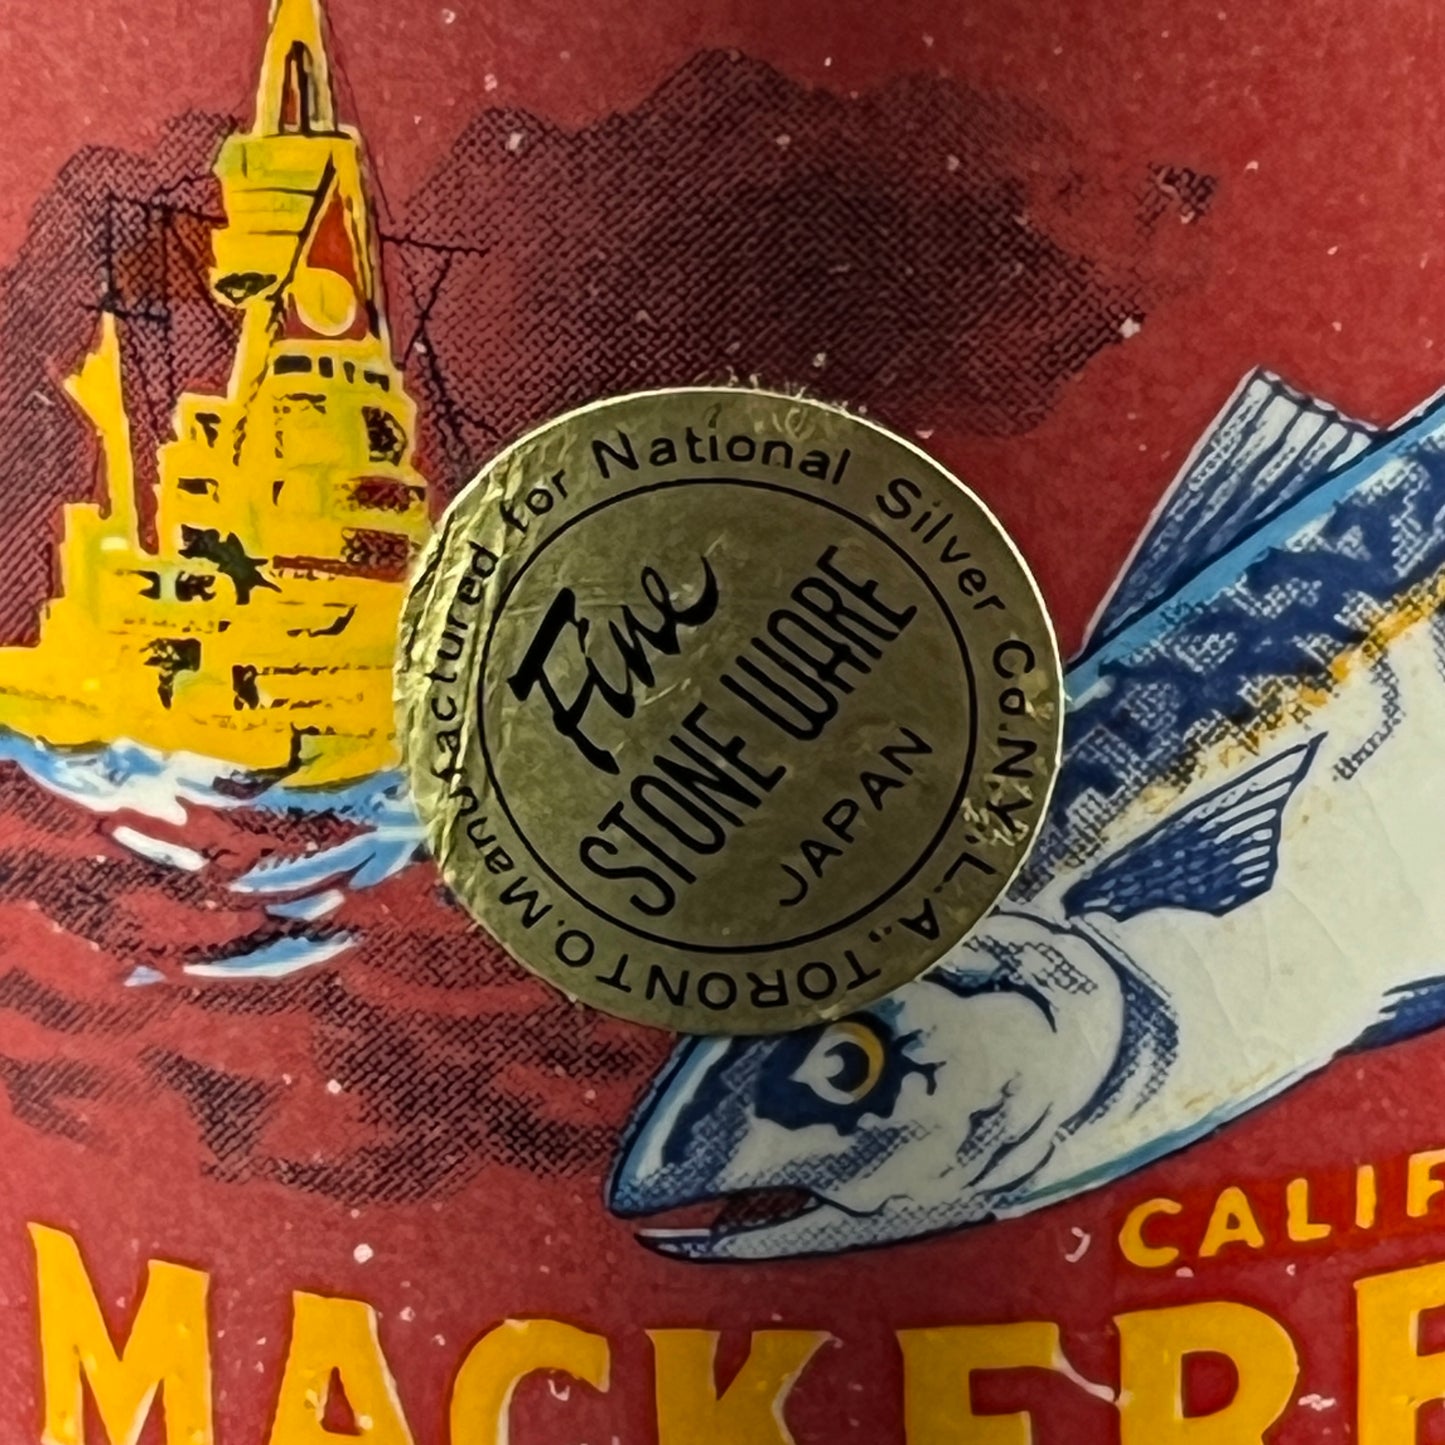 Manufactured for National Silver Co.N.Y., L.A., TORONTO.
Fine
STONE WARE
JAPAN
CALIF
MACKERE